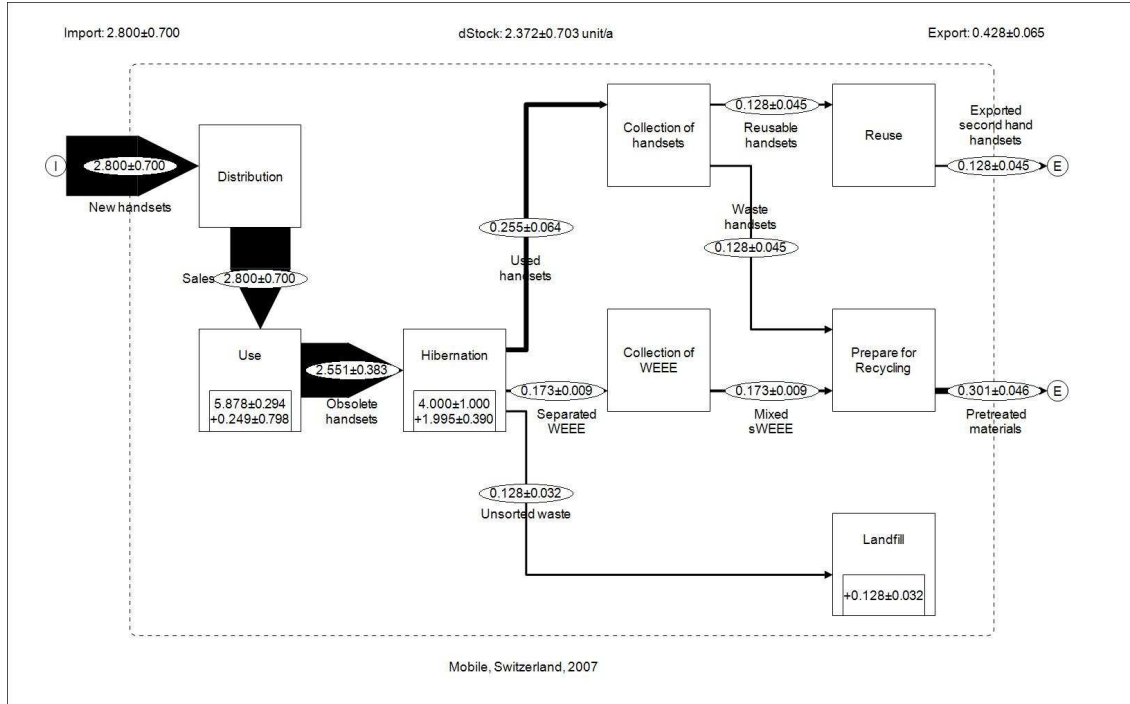 Import: 2.800±0.700
dStock: 2.372±0.703 unit/a
Export: 0.428±0.065
I
2.800±0.700
New handsets
Distribution
Sales
2.800±0.700
Use
5.878±0.294
+0.249±0.798
2.551±0.383
Obsolete
handsets
Hibernation
4.000±1.000
+1.995±0.390
0.255±0.064
Used
handsets
Collection of
handsets
0.128±0.045
Reusable
handsets
Reuse
Exported
second hand
handsets
0.128±0.045
E
Waste
handsets
0.128±0.045
0.173±0.009
Separated
WEEE
Collection of
WEEE
0.173±0.009
Mixed
sWEEE
Prepare for
Recycling
0.301±0.046
E
Pretreated
materials
0.128±0.032
Unsorted waste
Landfill
+0.128±0.032
Mobile, Switzerland, 2007